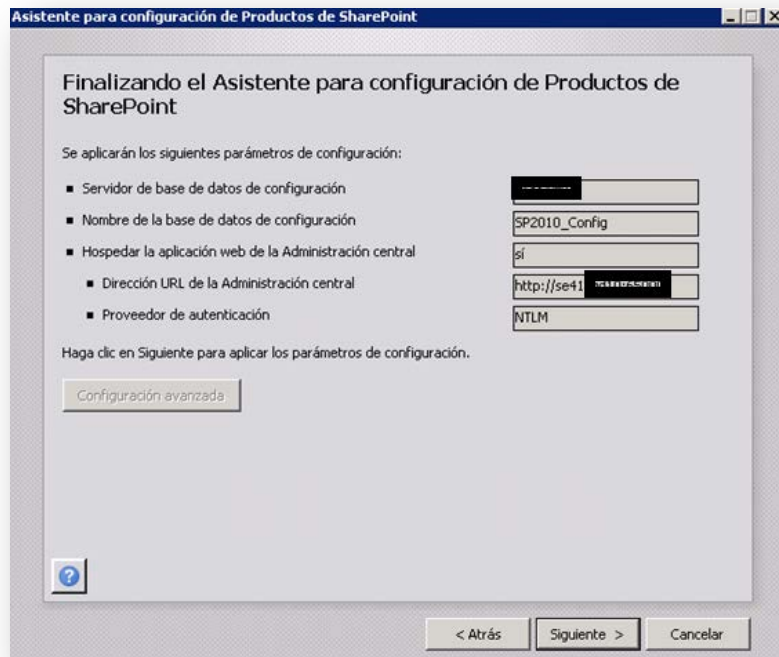 Asistente para configuración de Productos de SharePoint
Finalizando el Asistente para configuración de Productos de
SharePoint
Se aplicarán los siguientes parámetros de configuración:
Servidor de base de datos de configuración
Nombre de la base de datos de configuración SP2010_Config
Hospedar la aplicación web de la Administración central sí
Dirección URL de la Administración central http://se41
Proveedor de autenticación NTLM
Haga clic en Siguiente para aplicar los parámetros de configuración.
Configuración avanzada
< Atrás Siguiente > Cancelar